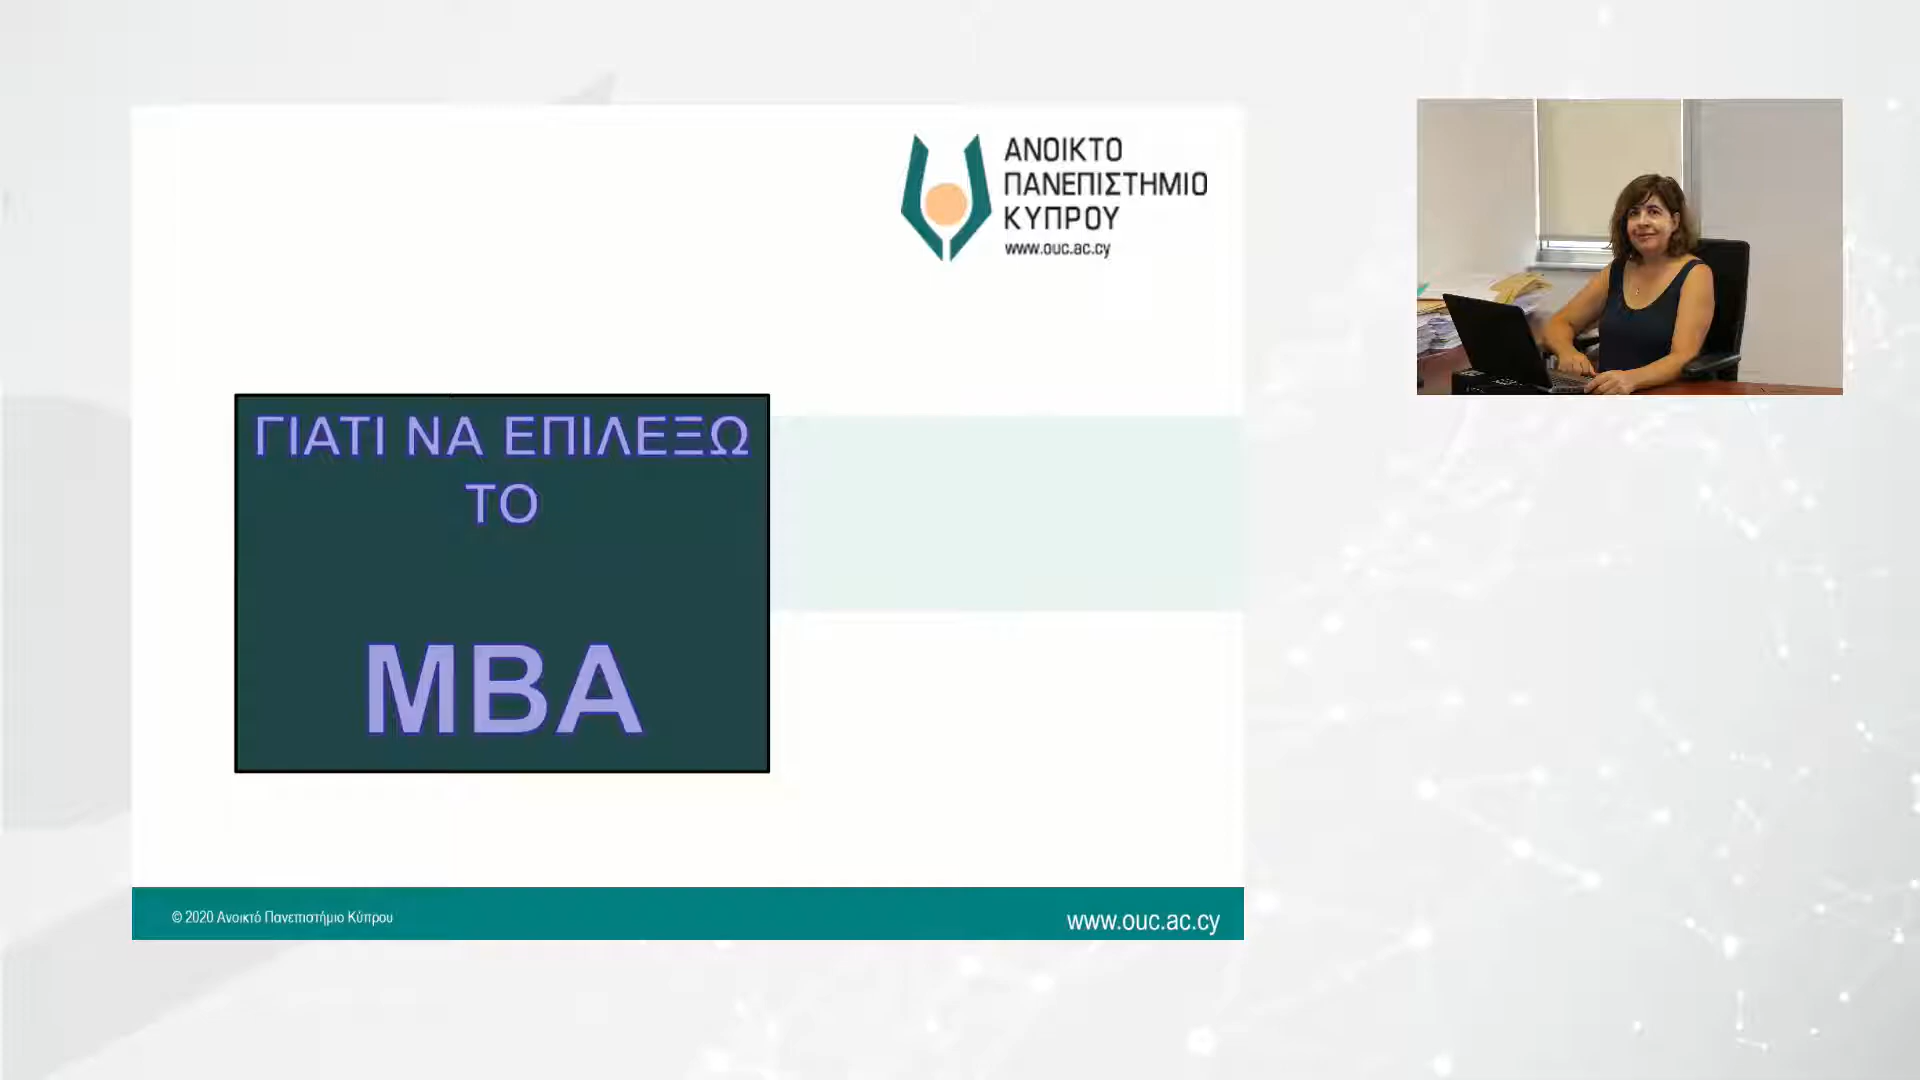 ΑΝΟΙΚΤΟ
ΠΑΝΕΠΙΣΤΗΜΙΟ
ΚΥΠΡΟΥ
www.ouc.ac.cy
ΓΙΑΤΙ ΝΑ ΕΠΙΛΕΞΩ
ΤΟ
MBA
© 2020 Ανοικτό Πανεπιστήμιο Κύπρου
www.ouc.ac.cy